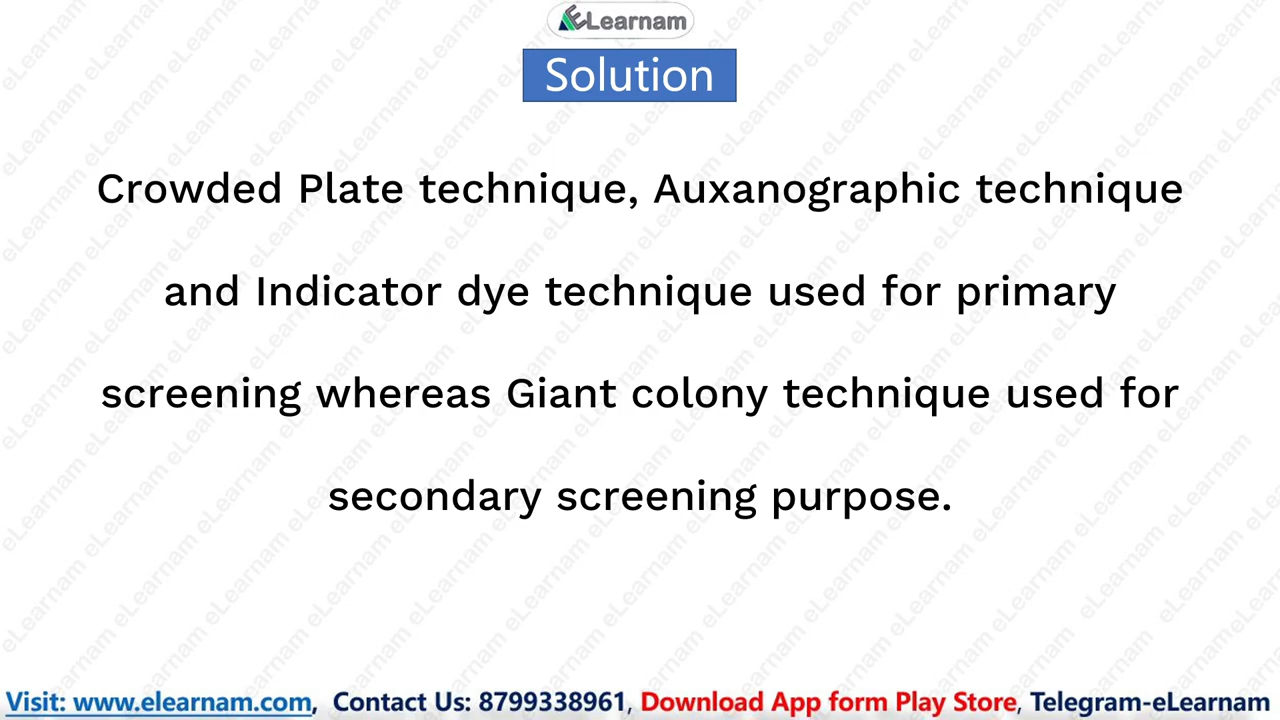 ELearnam
Solution
Crowded Plate technique, Auxanographic technique
and Indicator dye technique used for primary
screening whereas Giant colony technique used for
secondary screening purpose.
Visit: www.elearnam.com, Contact Us: 8799338961, Download App form Play Store, Telegram-eLearnam